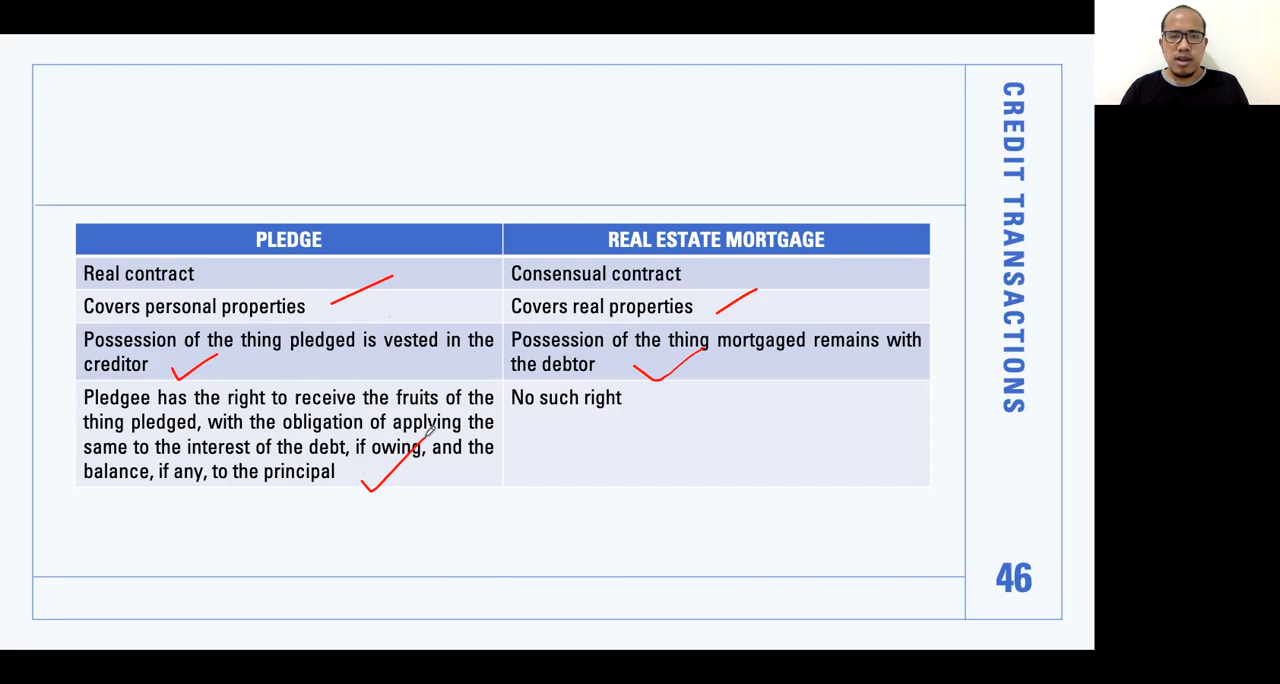 PLEDGE
REAL ESTATE MORTGAGE
Real contract
Consensual contract
Covers personal properties
Covers real properties
Possession of the thing pledged is vested in the
creditor
Possession of the thing mortgaged remains with
the debtor
Pledgee has the right to receive the fruits of the
thing pledged, with the obligation of applying the
same to the interest of the debt, if owing, and the
balance, if any, to the principal
No such right
CREDIT TRANSACTIONS
46